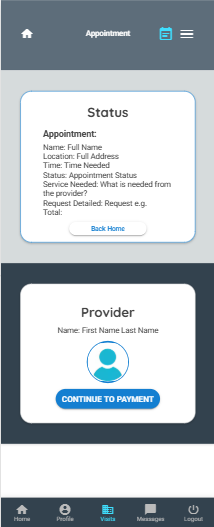 Appointment
Status
Appointment:
Name: Full Name
Location: Full Address
Time: Time Needed
Status: Appointment Status
Service Needed: What is needed from
the provider?
Request Detailed: Request e.g.
Total:
Back Home
Provider
Name: First Name Last Name
CONTINUE TO PAYMENT
Home Profile Visits Messages Logout